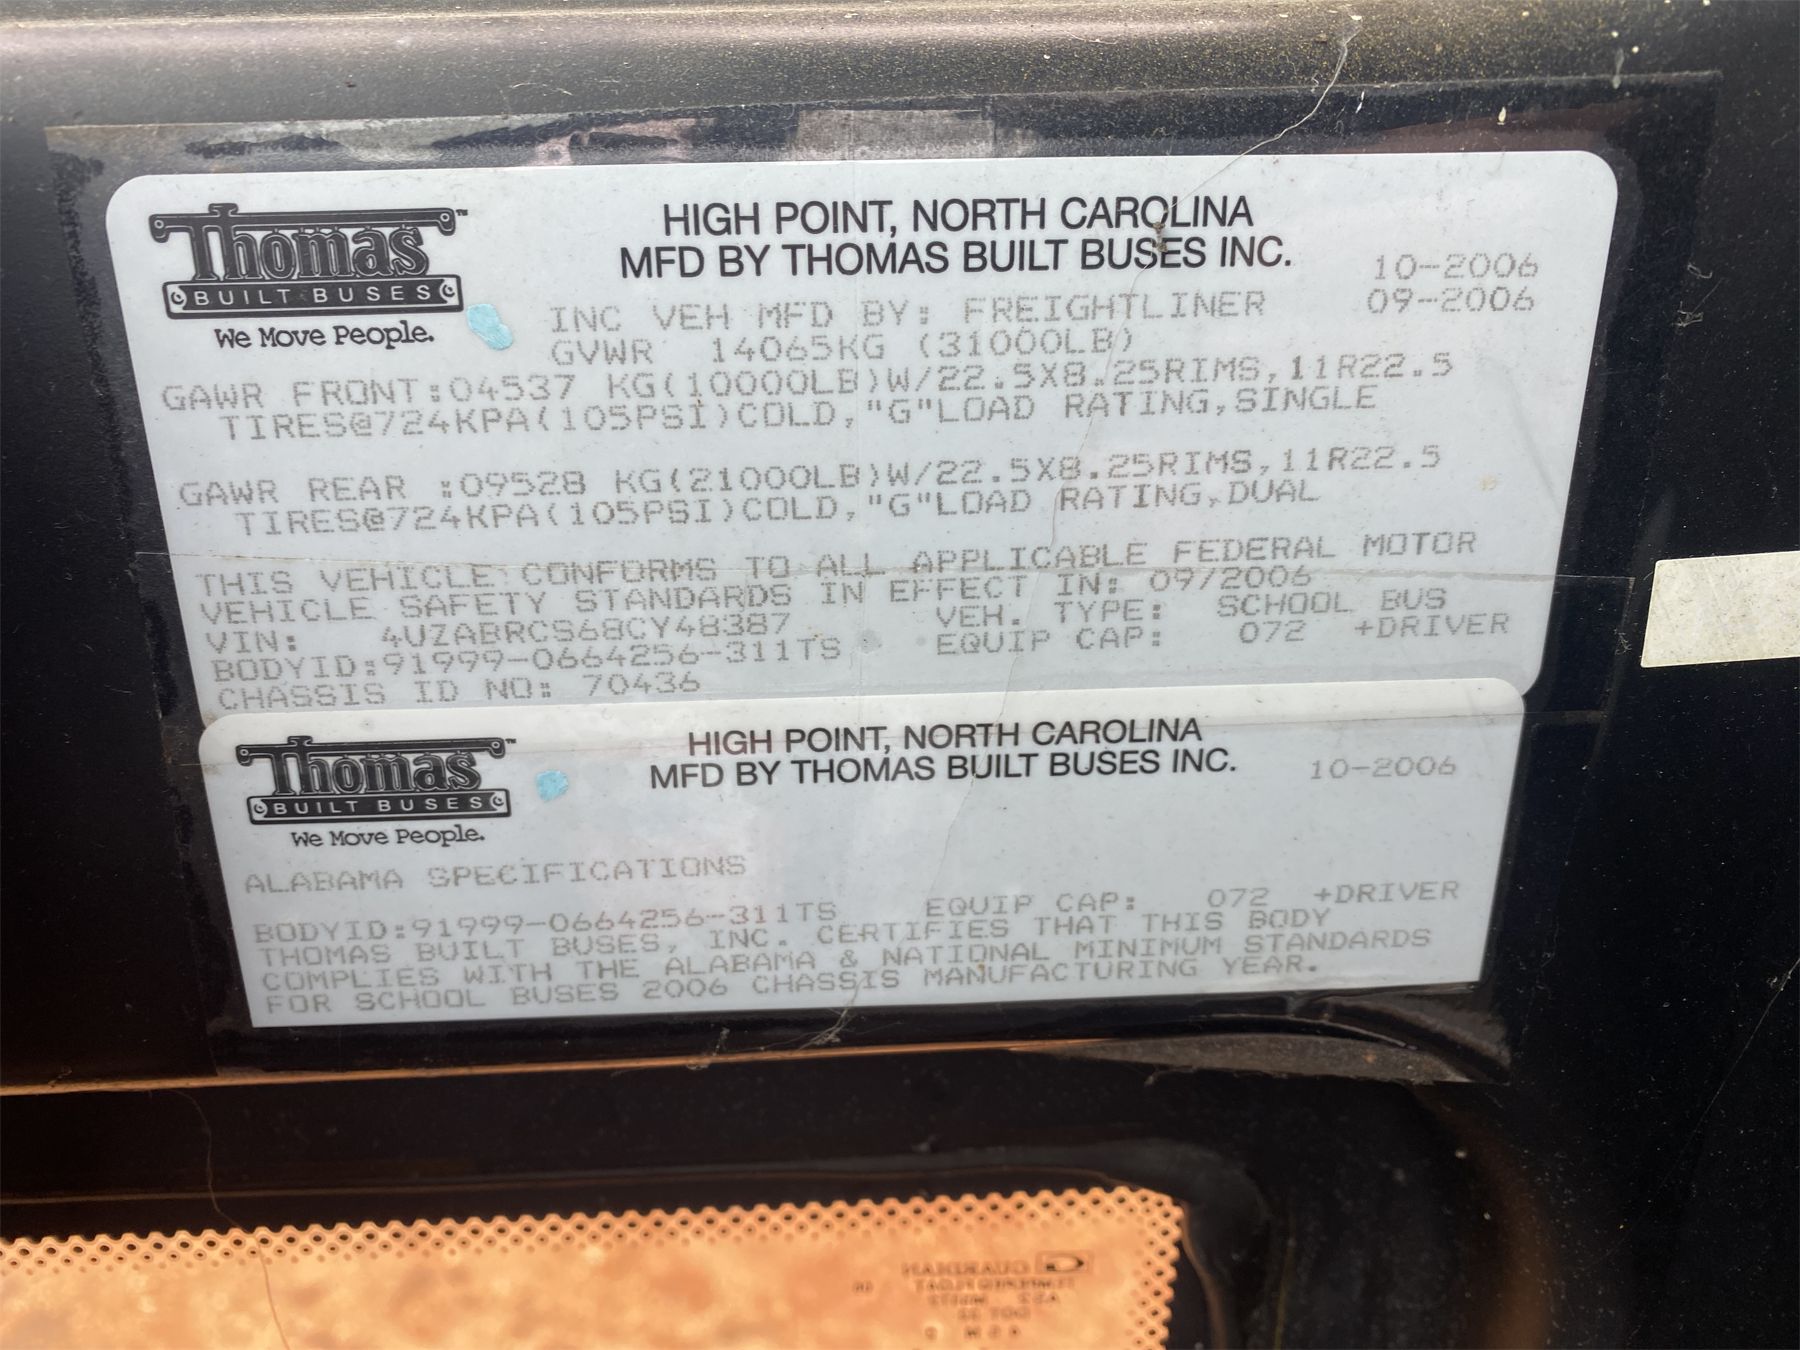 Thomas™
BUILT BUSES
We Move People.
HIGH POINT, NORTH CAROLINA
MFD BY THOMAS BUILT BUSES INC.
10-2006
INC VEH MFD BY: FREIGHTLINER 09-2006
GVWR 14065KG (31000LB)
GAWR FRONT:04537 KG(10000LB)W/22.5X8.25RIMS,11R22.5
TIRES@724KPA(105PSI)COLD,"G"LOAD RATING,SINGLE
GAWR REAR :09528 KG(21000LB)W/22.5X8.25RIMS,11R22.5
TIRES@724KPA(105PSI)COLD,"G"LOAD RATING,DUAL
THIS VEHICLE CONFORMS TO ALL APPLICABLE FEDERAL MOTOR
VEHICLE SAFETY STANDARDS IN EFFECT IN: 09/2006
VIN: 4UZABRCS68CY48387 VEH. TYPE: SCHOOL BUS
BODYID:91999-0664256-311TS EQUIP CAP: 072 +DRIVER
CHASSIS ID NO: 70436
Thomas™
BUILT BUSES
We Move People.
HIGH POINT, NORTH CAROLINA
MFD BY THOMAS BUILT BUSES INC.
10-2006
ALABAMA SPECIFICATIONS
BODYID:91999-0664256-311TS EQUIP CAP: 072 +DRIVER
THOMAS BUILT BUSES, INC. CERTIFIES THAT THIS BODY
COMPLIES WITH THE ALABAMA & NATIONAL MINIMUM STANDARDS
FOR SCHOOL BUSES 2006 CHASSIS MANUFACTURING YEAR.